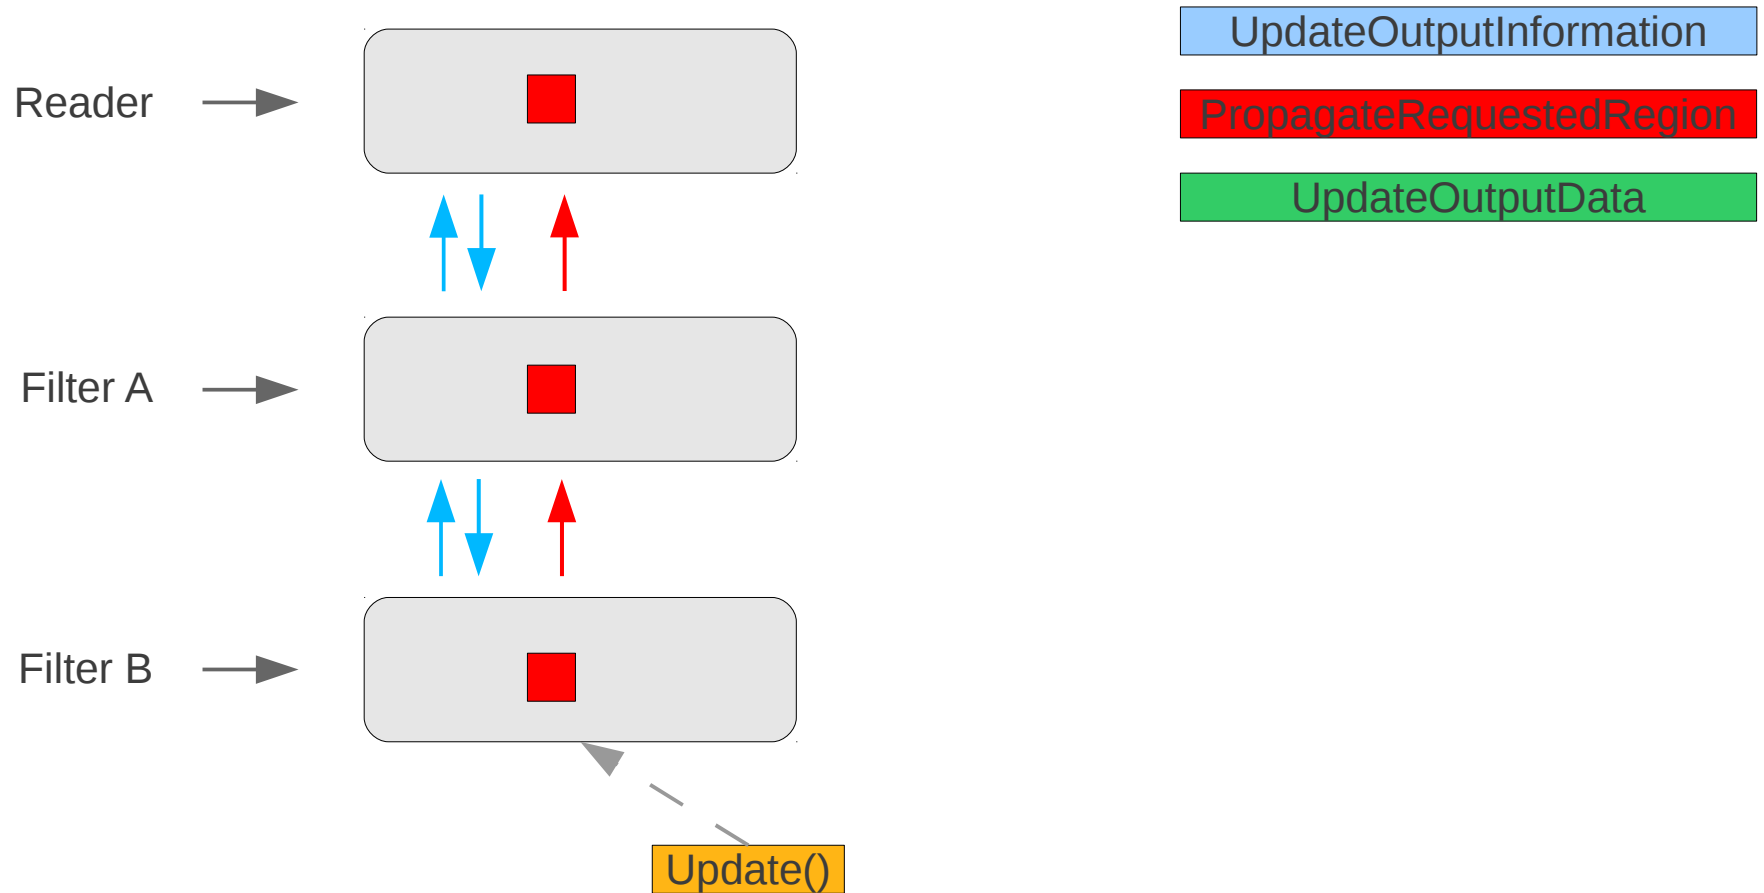 UpdateOutputInformation
Reader
PropagateRequestedRegion
UpdateOutputData
Filter A
Filter B
Update()